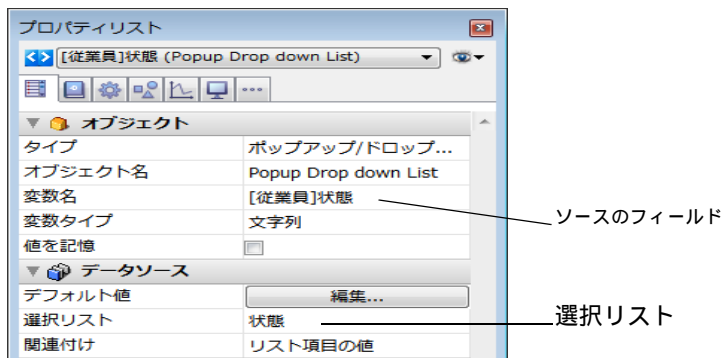 プロパティリスト
[従業員]状態 (Popup Drop down List)
オブジェクト
タイプ ポップアップ/ドロップ...
オブジェクト名 Popup Drop down List
変数名 [従業員]状態
ソースのフィールド
変数タイプ 文字列
値を記憶
データソース
デフォルト値 編集...
選択リスト 状態
選択リスト
関連付け リスト項目の値